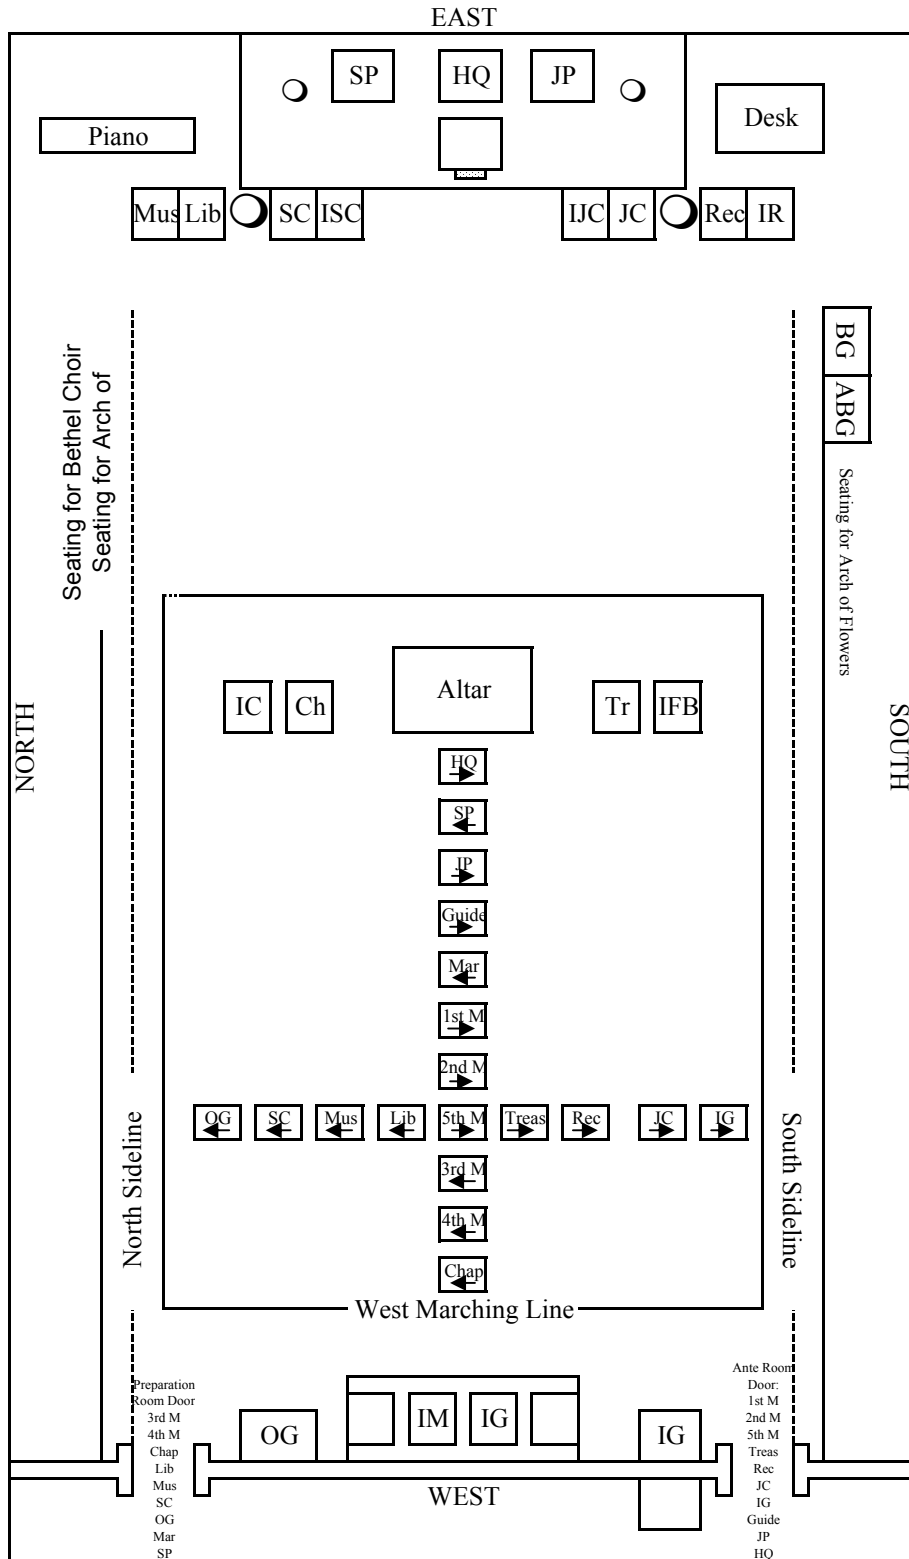 EAST
SP HQ JP
Piano
Desk
Mus Lib SC ISC IJC JC Rec IR
BG
ABG
Seating for Bethel Choir
Seating for Arch of
Seating for Arch of Flowers
NORTH
SOUTH
IC Ch Altar Tr IFB
HQ
SP
JP
Guide
Mar
1st M
2nd M
OG SC Mus Lib 5th M Treas Rec JC IG
3rd M
4th M
Chap
North Sideline
South Sideline
West Marching Line
OG IM IG IG
WEST
Preparation
Room Door
3rd M
4th M
Chap
Lib
Mus
SC
OG
Mar
SP
Ante Room
Door:
1st M
2nd M
5th M
Treas
Rec
JC
IG
Guide
JP
HQ